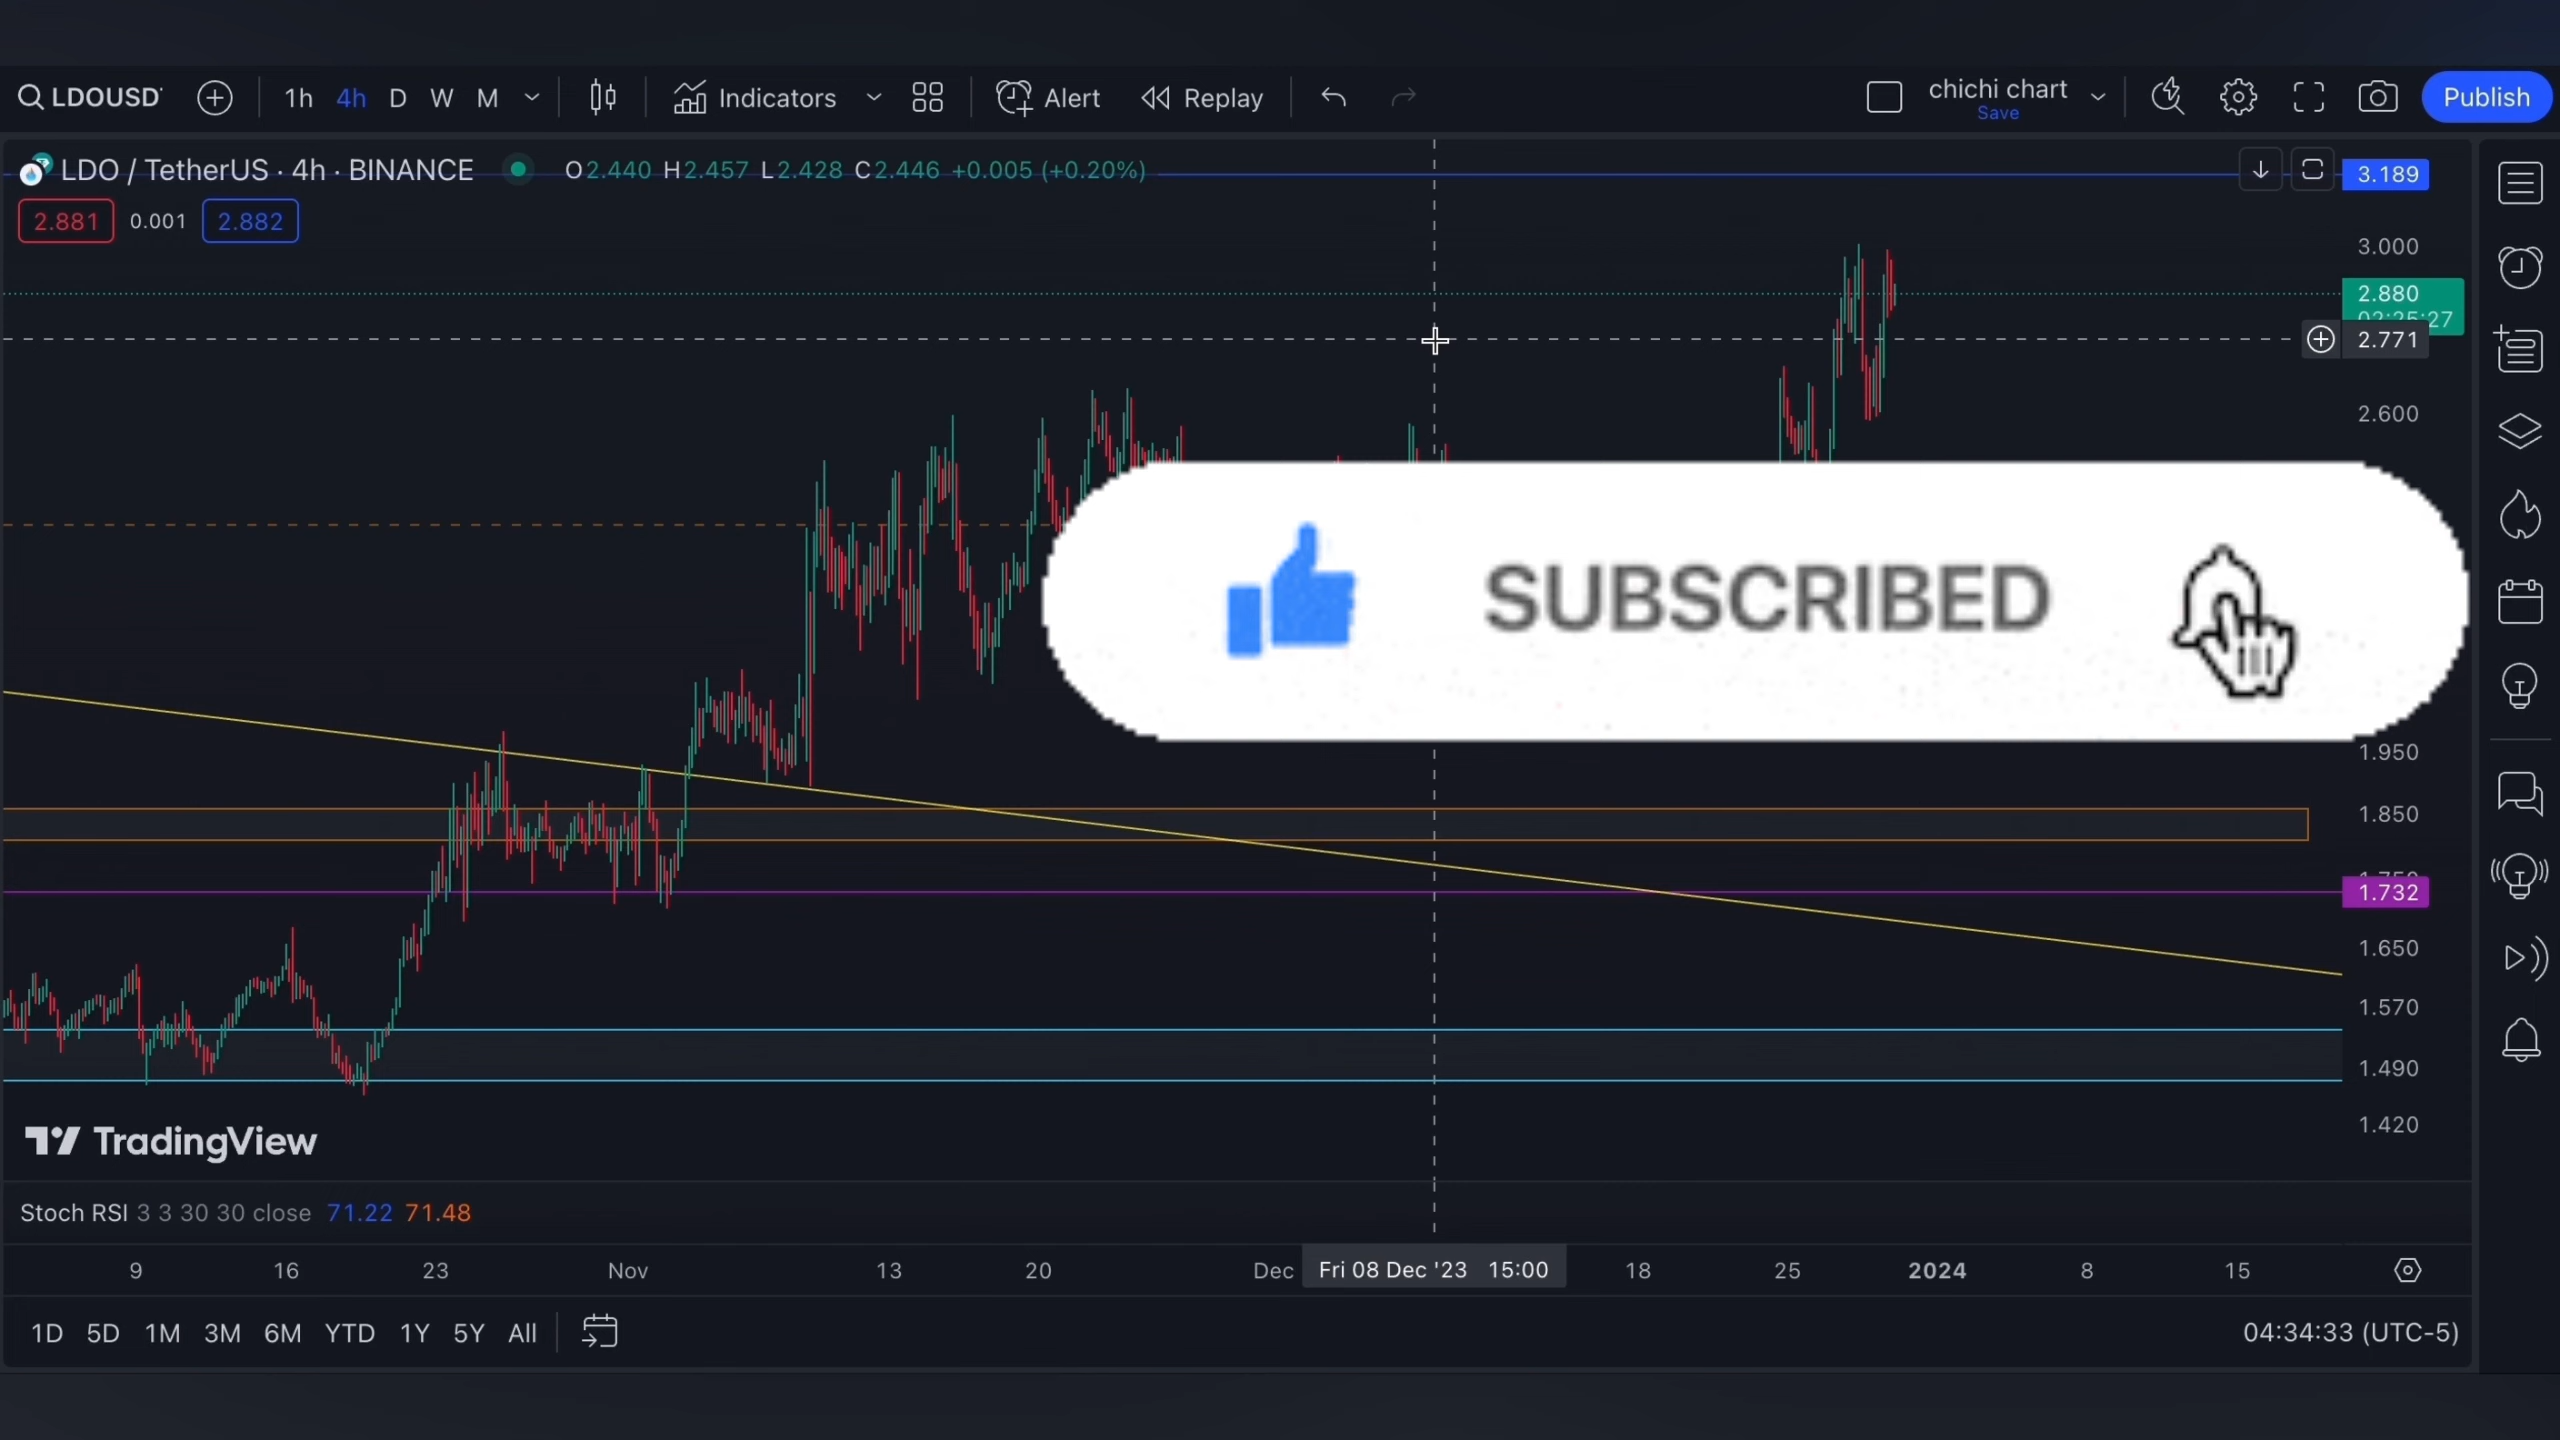 LDOUSD
1h 4h D W M Indicators Alert Replay chichi chart Save Publish
LDO / TetherUS · 4h · BINANCE O2.440 H2.457 L2.428 C2.446 +0.005 (+0.20%)
3.189
2.881 0.001 2.882
3.000
2.880
02:25:27
2.771
2.600
SUBSCRIBED
1.950
1.850
1.732
1.650
1.570
1.490
1.420
TradingView
Stoch RSI 3 3 30 30 close 71.22 71.48
9 16 23 Nov 13 20 Dec Fri 08 Dec '23 15:00 18 25 2024 8 15
1D 5D 1M 3M 6M YTD 1Y 5Y All 04:34:33 (UTC-5)